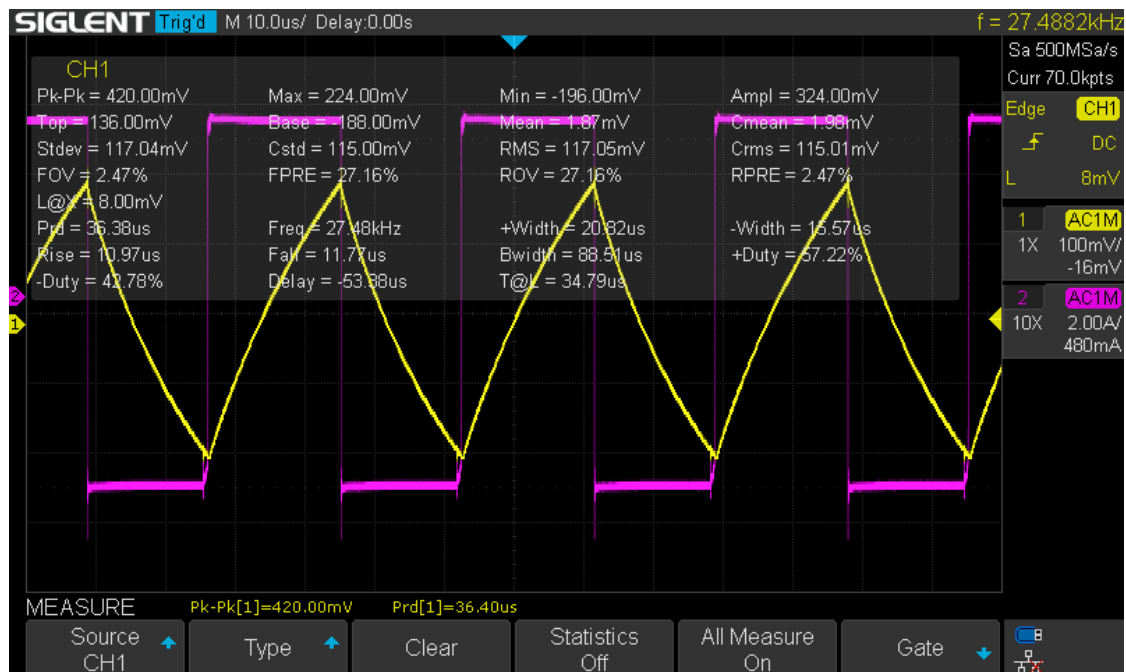 SIGLENT Trig'd M 10.0us/ Delay:0.00s f = 27.4882kHz
Sa 500MSa/s
Curr 70.0kpts
CH1
Pk-Pk = 420.00mV Max = 224.00mV Min = -196.00mV Ampl = 324.00mV
Top = 136.00mV Base = -188.00mV Mean = 1.87mV Cmean = 1.98mV
Stdev = 117.04mV Cstd = 115.00mV RMS = 117.05mV Crms = 115.01mV
FOV = 2.47% FPRE = 27.16% ROV = 27.16% RPRE = 2.47%
L@X = 8.00mV
Prd = 36.38us Freq = 27.48kHz +Width = 20.82us -Width = 15.57us
Rise = 10.97us Fall = 11.77us Bwidth = 88.51us +Duty = 57.22%
-Duty = 42.78% Delay = -53.38us T@L = 34.79us
Edge CH1
DC
L 8mV
1 AC1M
1X 100mV/
-16mV
2 AC1M
10X 2.00A/
480mA
2
1
MEASURE Pk-Pk[1]=420.00mV Prd[1]=36.40us
Source
CH1
Type
Clear
Statistics
Off
All Measure
On
Gate